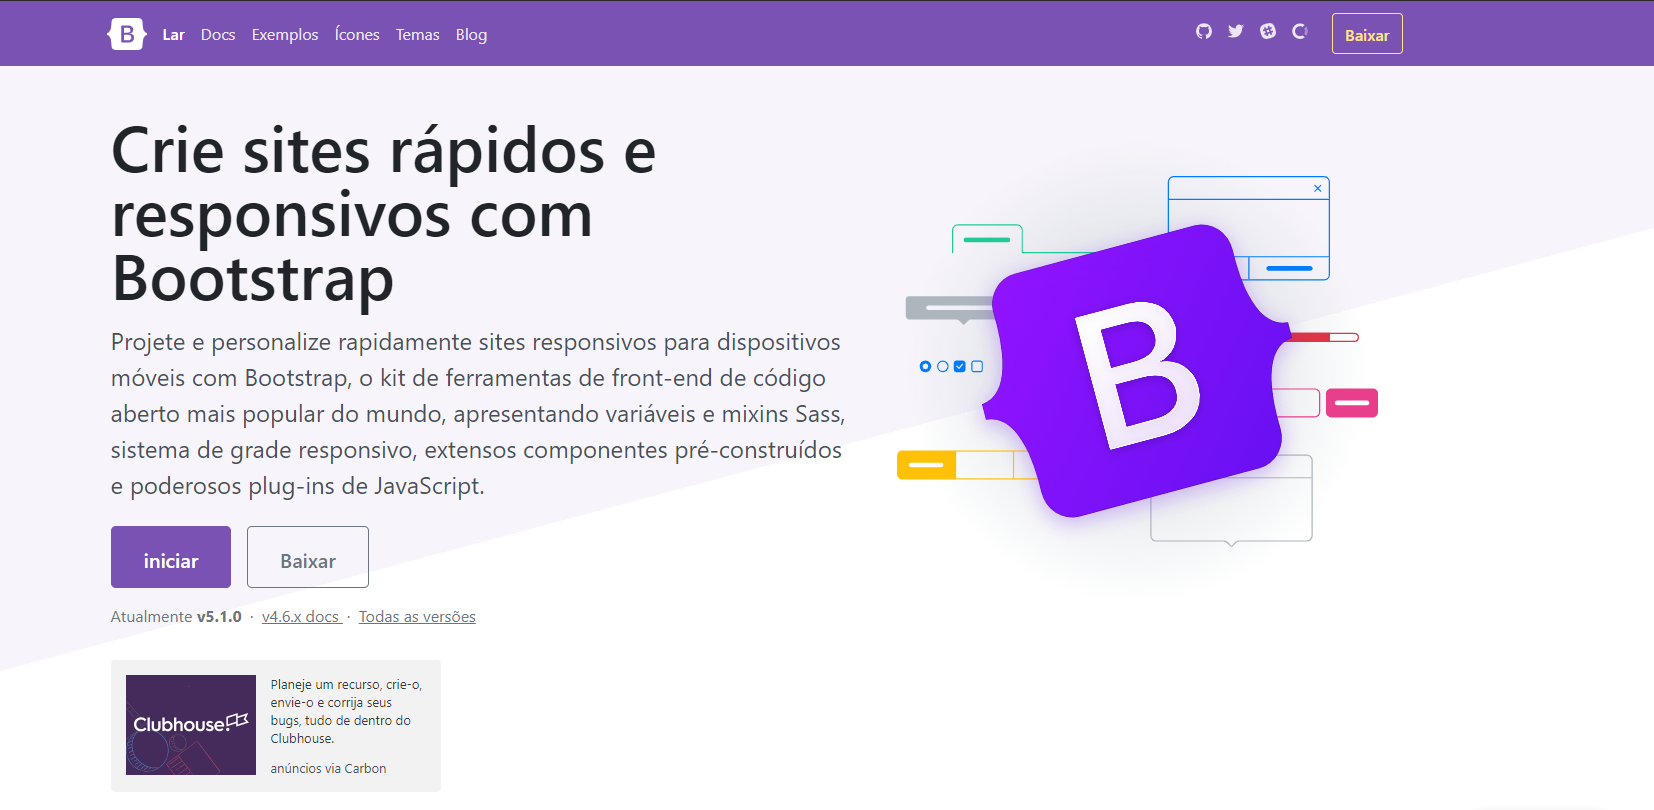 B Lar Docs Exemplos Ícones Temas Blog Baixar
Crie sites rápidos e
responsivos com
Bootstrap
Projete e personalize rapidamente sites responsivos para dispositivos
móveis com Bootstrap, o kit de ferramentas de front-end de código
aberto mais popular do mundo, apresentando variáveis e mixins Sass,
sistema de grade responsivo, extensos componentes pré-construídos
e poderosos plug-ins de JavaScript.
B
iniciar Baixar
Atualmente v5.1.0 · v4.6.x docs · Todas as versões
Clubhouse
Planeje um recurso, crie-o,
envie-o e corrija seus
bugs, tudo de dentro do
Clubhouse.
anúncios via Carbon